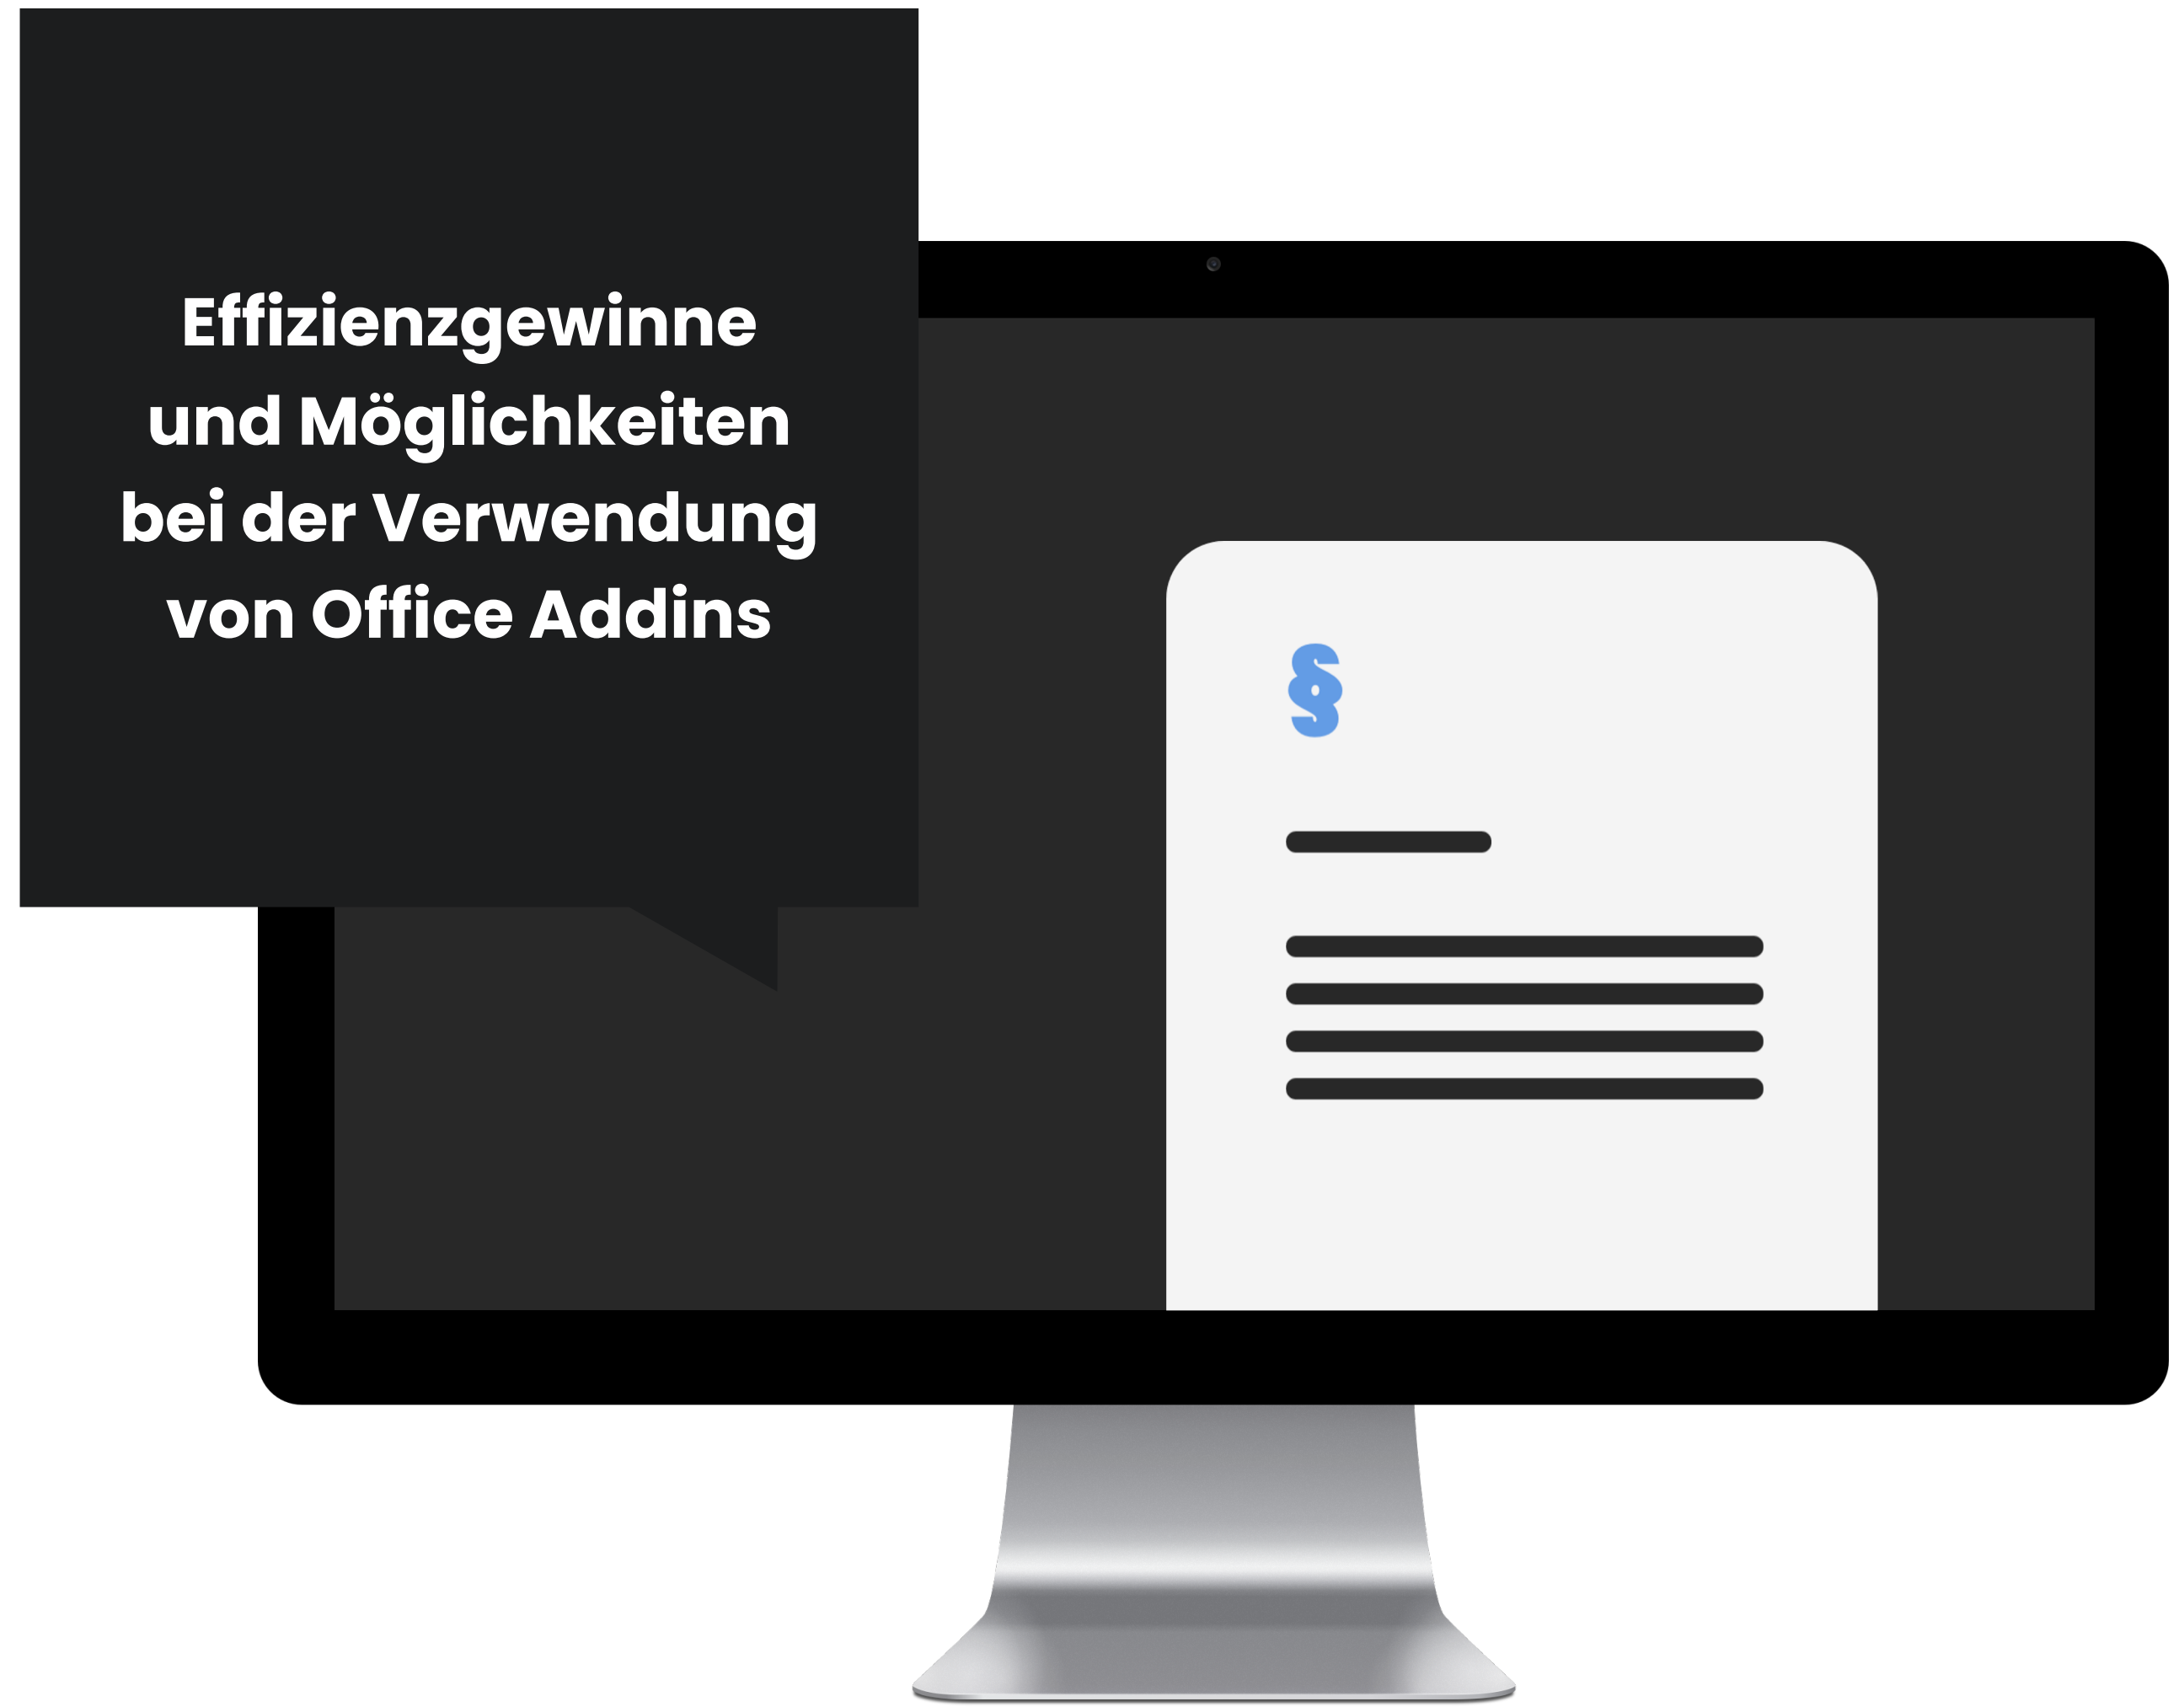 Effizienzgewinne
und Möglichkeiten
bei der Verwendung
von Office Addins
§